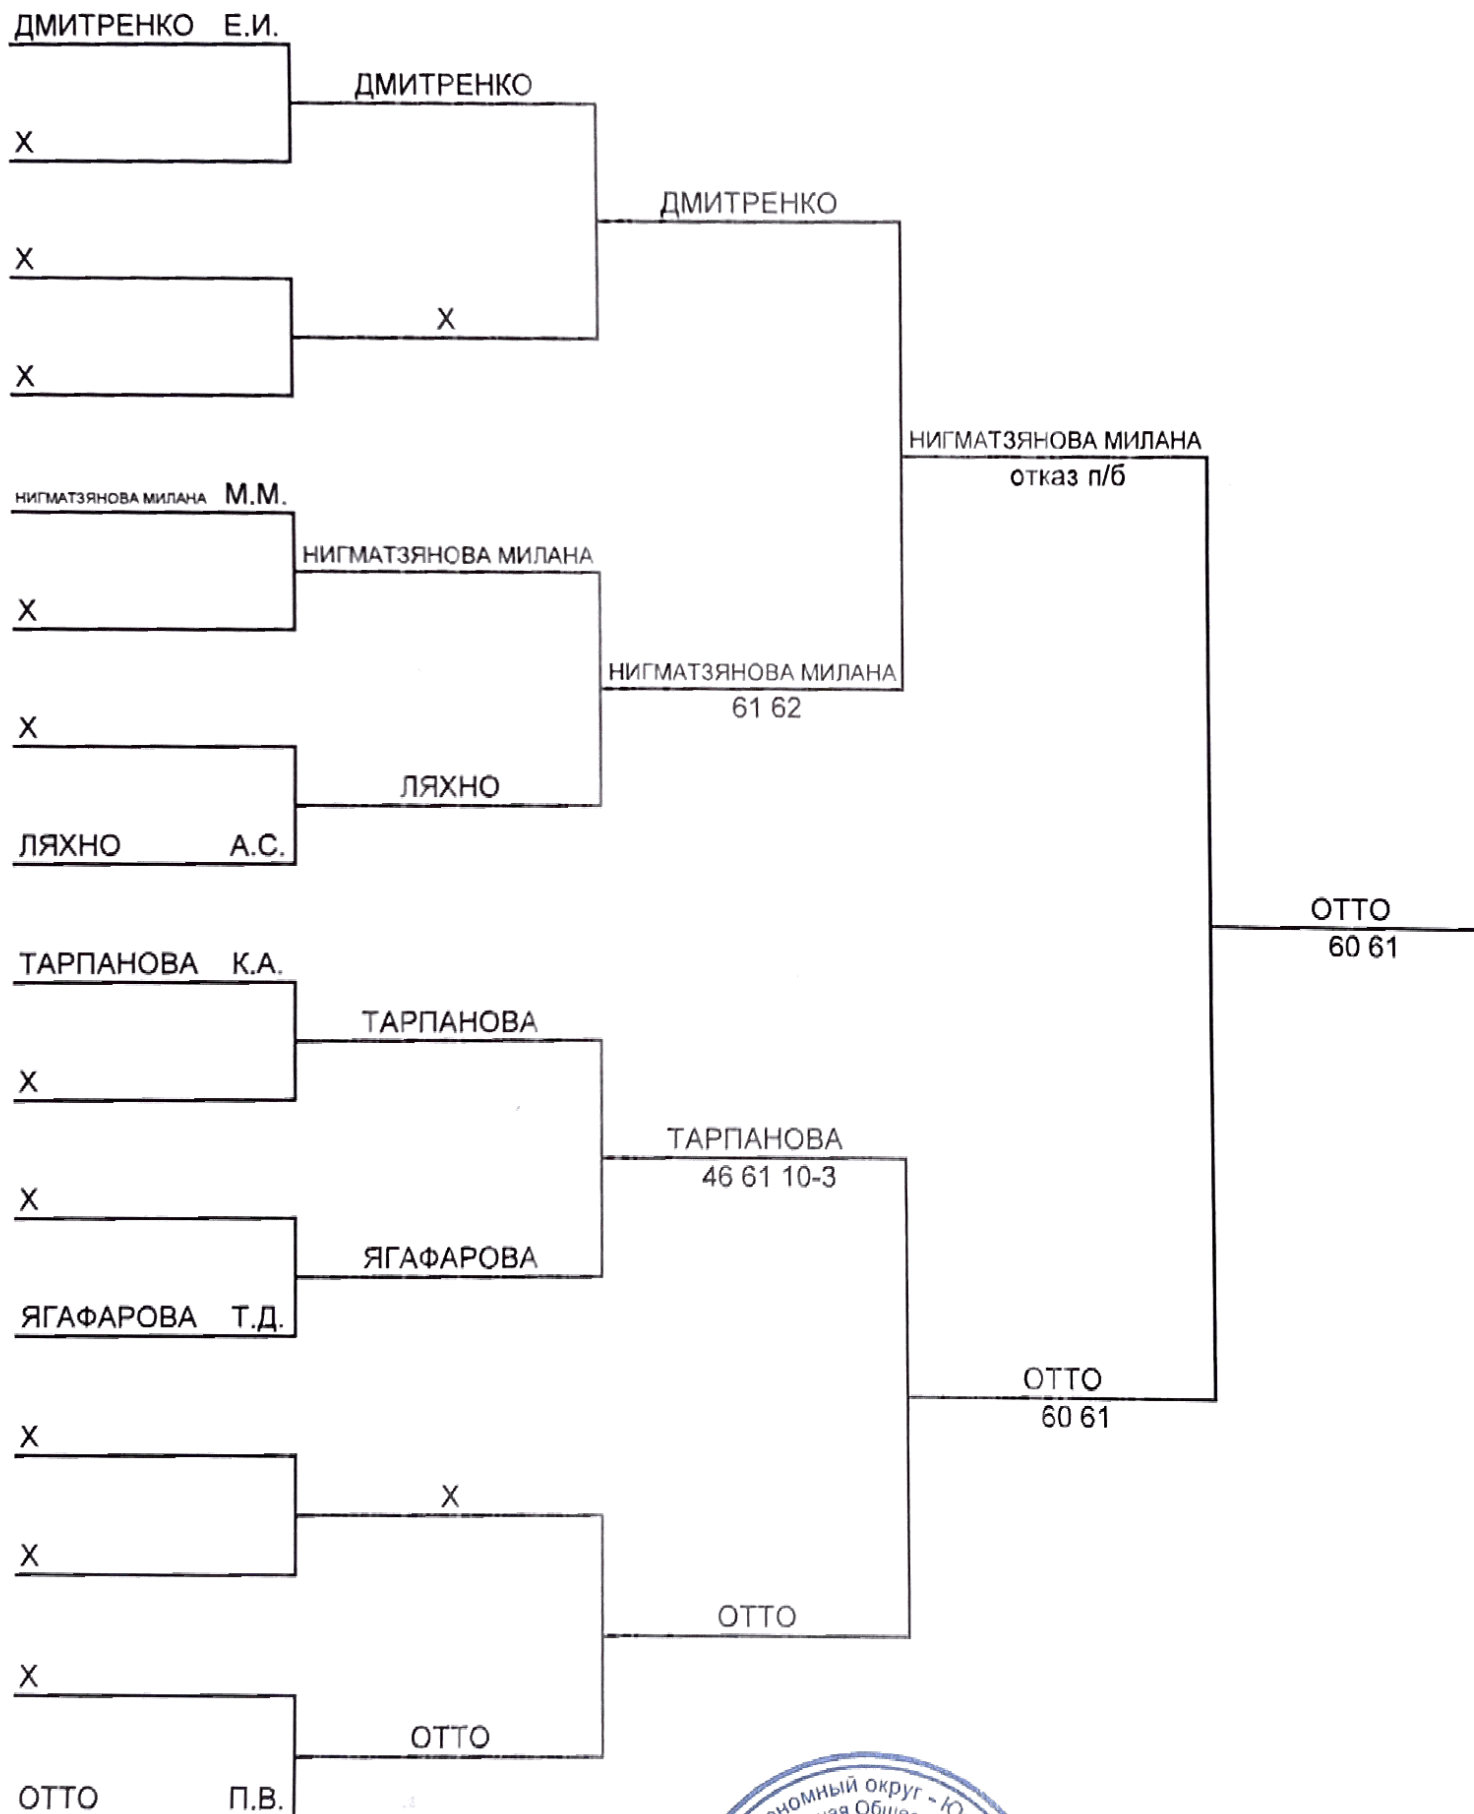 ДМИТРЕНКО Е.И.
ДМИТРЕНКО
Х
ДМИТРЕНКО
Х
Х
Х
НИГМАТЗЯНОВА МИЛАНА
отказ п/б
НИГМАТЗЯНОВА МИЛАНА М.М.
НИГМАТЗЯНОВА МИЛАНА
Х
НИГМАТЗЯНОВА МИЛАНА
61 62
Х
ЛЯХНО
ЛЯХНО А.С.
ОТТО
60 61
ТАРПАНОВА К.А.
ТАРПАНОВА
Х
ТАРПАНОВА
46 61 10-3
Х
ЯГАФАРОВА
ЯГАФАРОВА Т.Д.
ОТТО
60 61
Х
Х
Х
ОТТО
Х
ОТТО
ОТТО П.В.
округ - Ю